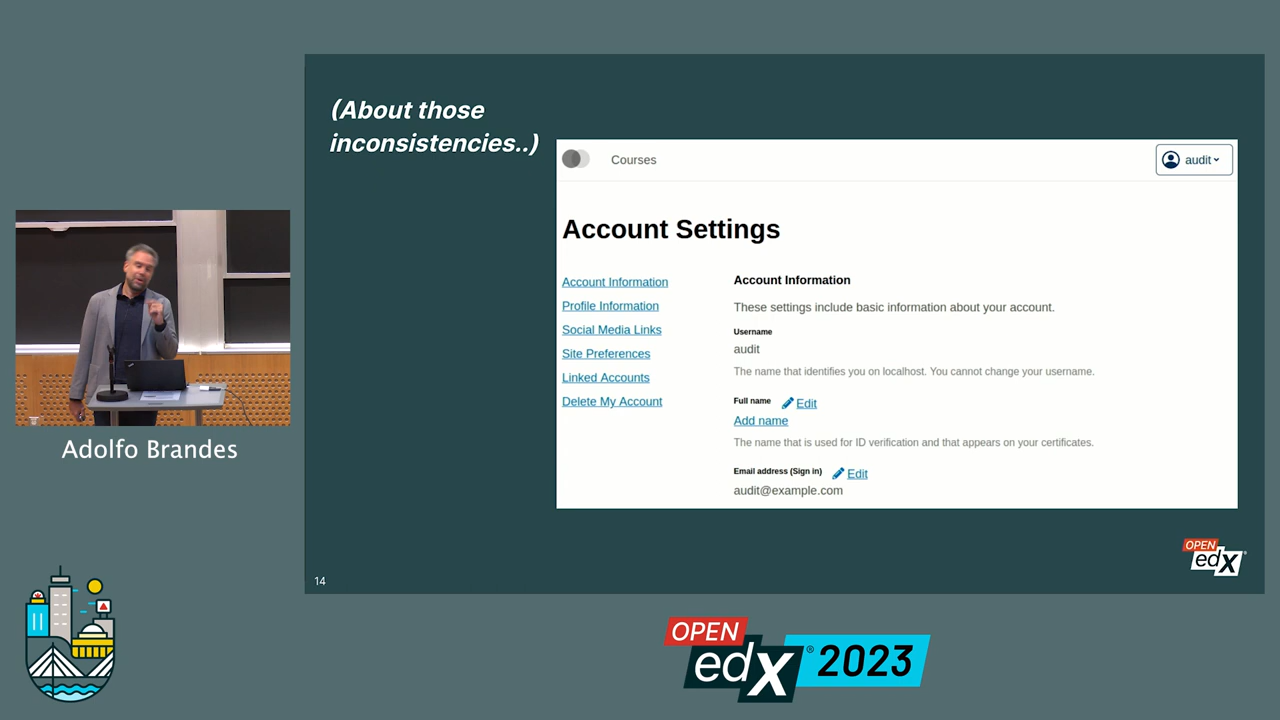 (About those
inconsistencies..)
Courses
audit
Account Settings
Account Information
Profile Information
Social Media Links
Site Preferences
Linked Accounts
Delete My Account
Account Information
These settings include basic information about your account.
Username
audit
The name that identifies you on localhost. You cannot change your username.
Full name Edit
Add name
The name that is used for ID verification and that appears on your certificates.
Email address (Sign in) Edit
audit@example.com
14
OPEN
edX
Adolfo Brandes
OPEN
edX® 2023